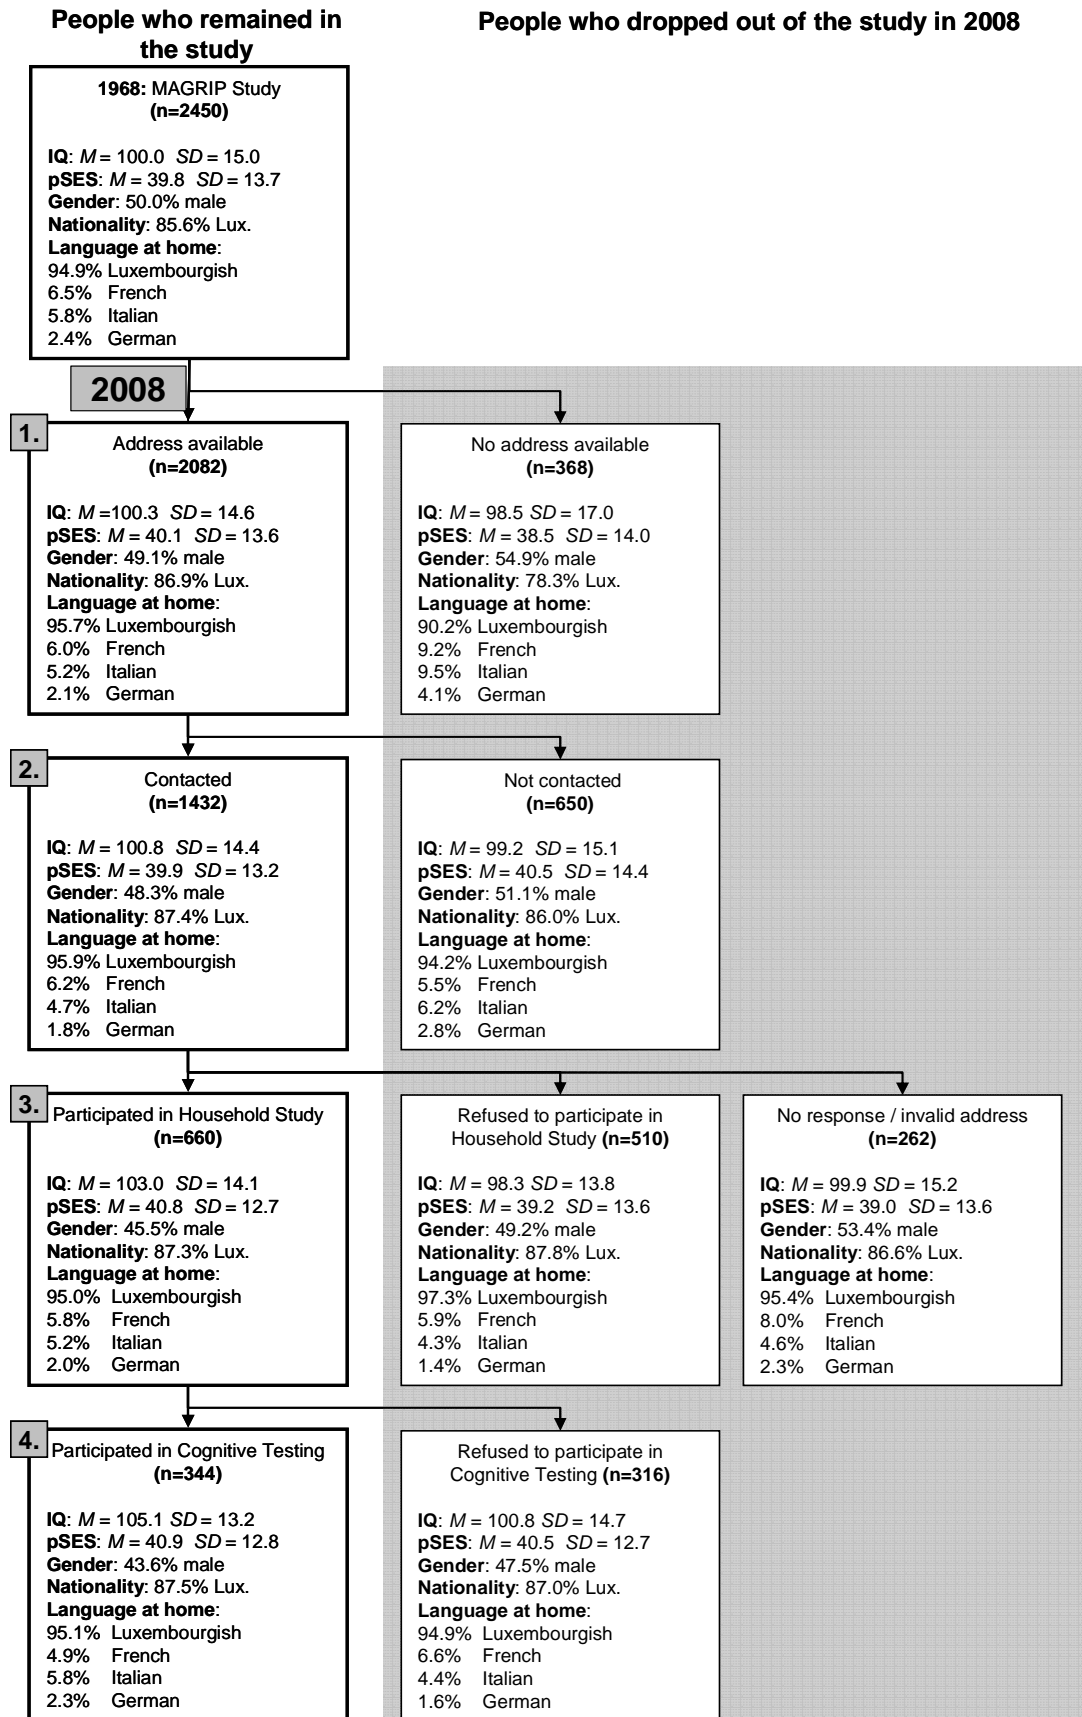 People who remained in
the study
People who dropped out of the study in 2008
1968: MAGRIP Study
(n=2450)
IQ: M = 100.0 SD = 15.0
pSES: M = 39.8 SD = 13.7
Gender: 50.0% male
Nationality: 85.6% Lux.
Language at home:
94.9% Luxembourgish
6.5% French
5.8% Italian
2.4% German
2008
1.
Address available
(n=2082)
IQ: M =100.3 SD = 14.6
pSES: M = 40.1 SD = 13.6
Gender: 49.1% male
Nationality: 86.9% Lux.
Language at home:
95.7% Luxembourgish
6.0% French
5.2% Italian
2.1% German
No address available
(n=368)
IQ: M = 98.5 SD = 17.0
pSES: M = 38.5 SD = 14.0
Gender: 54.9% male
Nationality: 78.3% Lux.
Language at home:
90.2% Luxembourgish
9.2% French
9.5% Italian
4.1% German
2.
Contacted
(n=1432)
IQ: M = 100.8 SD = 14.4
pSES: M = 39.9 SD = 13.2
Gender: 48.3% male
Nationality: 87.4% Lux.
Language at home:
95.9% Luxembourgish
6.2% French
4.7% Italian
1.8% German
Not contacted
(n=650)
IQ: M = 99.2 SD = 15.1
pSES: M = 40.5 SD = 14.4
Gender: 51.1% male
Nationality: 86.0% Lux.
Language at home:
94.2% Luxembourgish
5.5% French
6.2% Italian
2.8% German
3.
Participated in Household Study
(n=660)
IQ: M = 103.0 SD = 14.1
pSES: M = 40.8 SD = 12.7
Gender: 45.5% male
Nationality: 87.3% Lux.
Language at home:
95.0% Luxembourgish
5.8% French
5.2% Italian
2.0% German
Refused to participate in
Household Study (n=510)
IQ: M = 98.3 SD = 13.8
pSES: M = 39.2 SD = 13.6
Gender: 49.2% male
Nationality: 87.8% Lux.
Language at home:
97.3% Luxembourgish
5.9% French
4.3% Italian
1.4% German
No response / invalid address
(n=262)
IQ: M = 99.9 SD = 15.2
pSES: M = 39.0 SD = 13.6
Gender: 53.4% male
Nationality: 86.6% Lux.
Language at home:
95.4% Luxembourgish
8.0% French
4.6% Italian
2.3% German
4.
Participated in Cognitive Testing
(n=344)
IQ: M = 105.1 SD = 13.2
pSES: M = 40.9 SD = 12.8
Gender: 43.6% male
Nationality: 87.5% Lux.
Language at home:
95.1% Luxembourgish
4.9% French
5.8% Italian
2.3% German
Refused to participate in
Cognitive Testing (n=316)
IQ: M = 100.8 SD = 14.7
pSES: M = 40.5 SD = 12.7
Gender: 47.5% male
Nationality: 87.0% Lux.
Language at home:
94.9% Luxembourgish
6.6% French
4.4% Italian
1.6% German